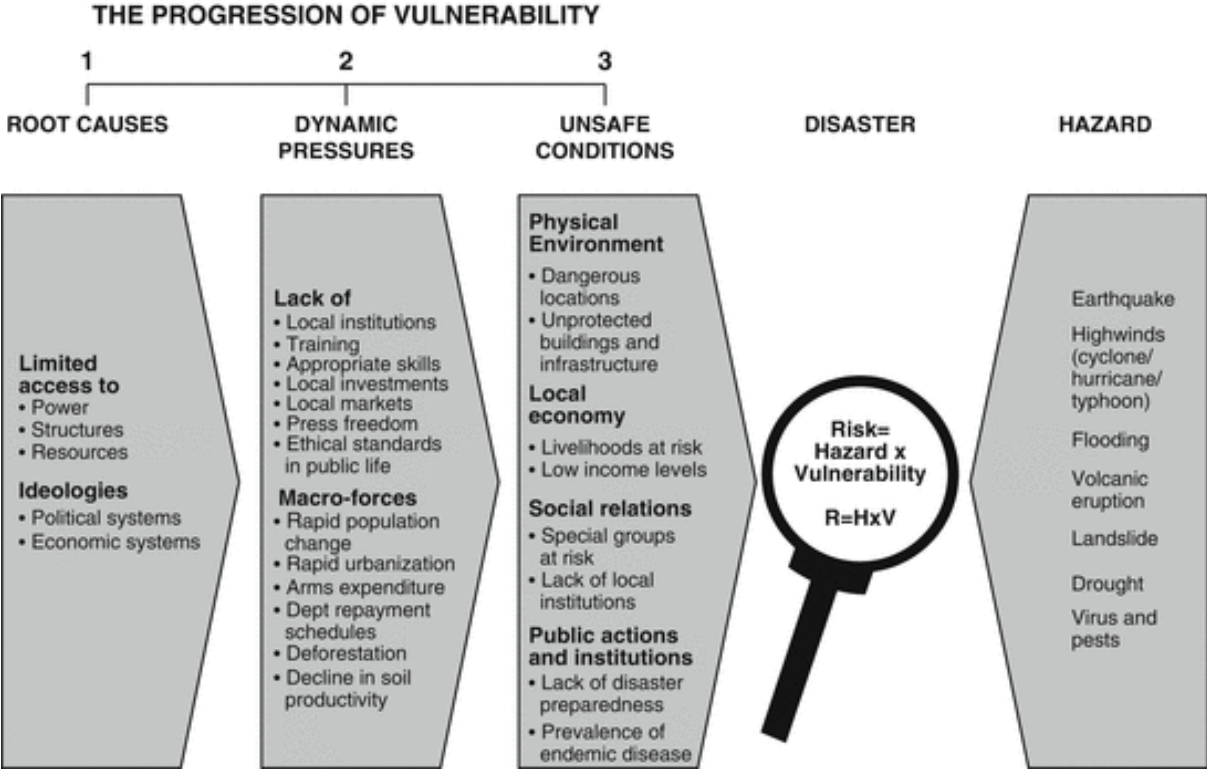 THE PROGRESSION OF VULNERABILITY
1
2
3
ROOT CAUSES
DYNAMIC
PRESSURES
UNSAFE
CONDITIONS
DISASTER
HAZARD
Limited
access to
• Power
• Structures
• Resources
Ideologies
• Political systems
• Economic systems
Lack of
• Local institutions
• Training
• Appropriate skills
• Local investments
• Local markets
• Press freedom
• Ethical standards
in public life
Macro-forces
• Rapid population
change
• Rapid urbanization
• Arms expenditure
• Dept repayment
schedules
• Deforestation
• Decline in soil
productivity
Physical
Environment
• Dangerous
locations
• Unprotected
buildings and
infrastructure
Local
economy
• Livelihoods at risk
• Low income levels
Social relations
• Special groups
at risk
• Lack of local
institutions
Public actions
and institutions
• Lack of disaster
preparedness
• Prevalence of
endemic disease
Risk=
Hazard x
Vulnerability
R=HxV
Earthquake
Highwinds
(cyclone/
hurricane/
typhoon)
Flooding
Volcanic
eruption
Landslide
Drought
Virus and
pests